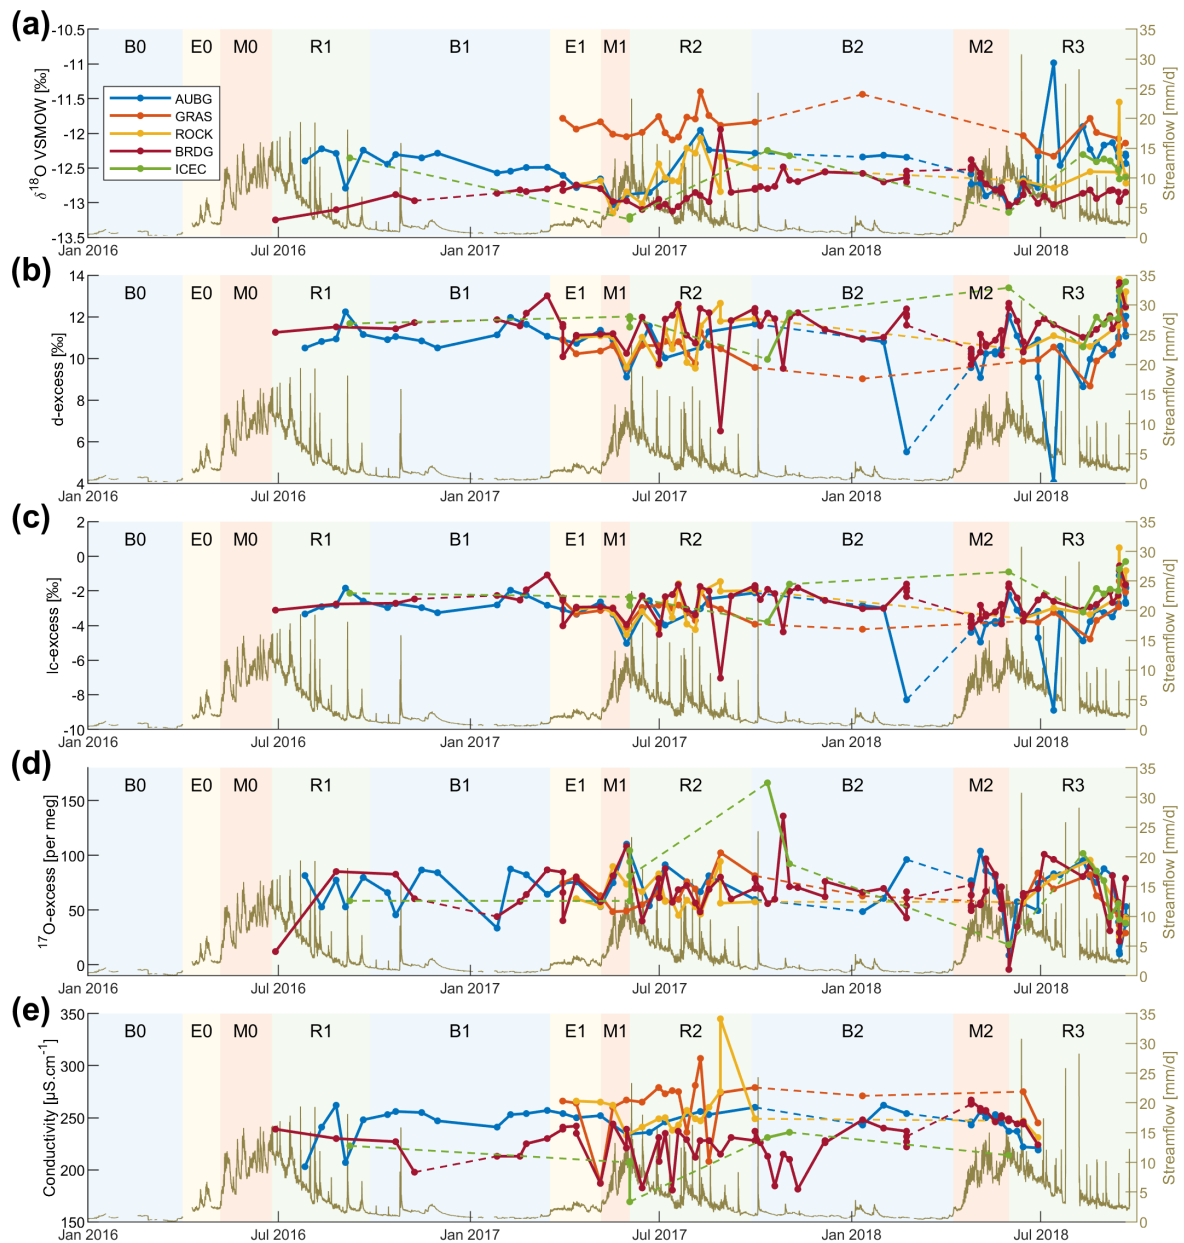 (a)
-10.5
-11
-11.5
-12
-12.5
-13
-13.5
δ18O VSMOW [‰]
B0 E0 M0 R1 B1 E1 M1 R2 B2 M2 R3
AUBG
GRAS
ROCK
BRDG
ICEC
35
30
25
20
15
10
5
0
Streamflow [mm/d]
Jan 2016 Jul 2016 Jan 2017 Jul 2017 Jan 2018 Jul 2018
(b)
14
12
10
8
6
4
d-excess [‰]
B0 E0 M0 R1 B1 E1 M1 R2 B2 M2 R3
35
30
25
20
15
10
5
0
Streamflow [mm/d]
Jan 2016 Jul 2016 Jan 2017 Jul 2017 Jan 2018 Jul 2018
(c)
2
0
-2
-4
-6
-8
-10
lc-excess [‰]
B0 E0 M0 R1 B1 E1 M1 R2 B2 M2 R3
35
30
25
20
15
10
5
0
Streamflow [mm/d]
Jan 2016 Jul 2016 Jan 2017 Jul 2017 Jan 2018 Jul 2018
(d)
150
100
50
0
17O-excess [per meg]
B0 E0 M0 R1 B1 E1 M1 R2 B2 M2 R3
35
30
25
20
15
10
5
0
Streamflow [mm/d]
Jan 2016 Jul 2016 Jan 2017 Jul 2017 Jan 2018 Jul 2018
(e)
350
300
250
200
150
Conductivity [µS.cm-1]
B0 E0 M0 R1 B1 E1 M1 R2 B2 M2 R3
35
30
25
20
15
10
5
0
Streamflow [mm/d]
Jan 2016 Jul 2016 Jan 2017 Jul 2017 Jan 2018 Jul 2018